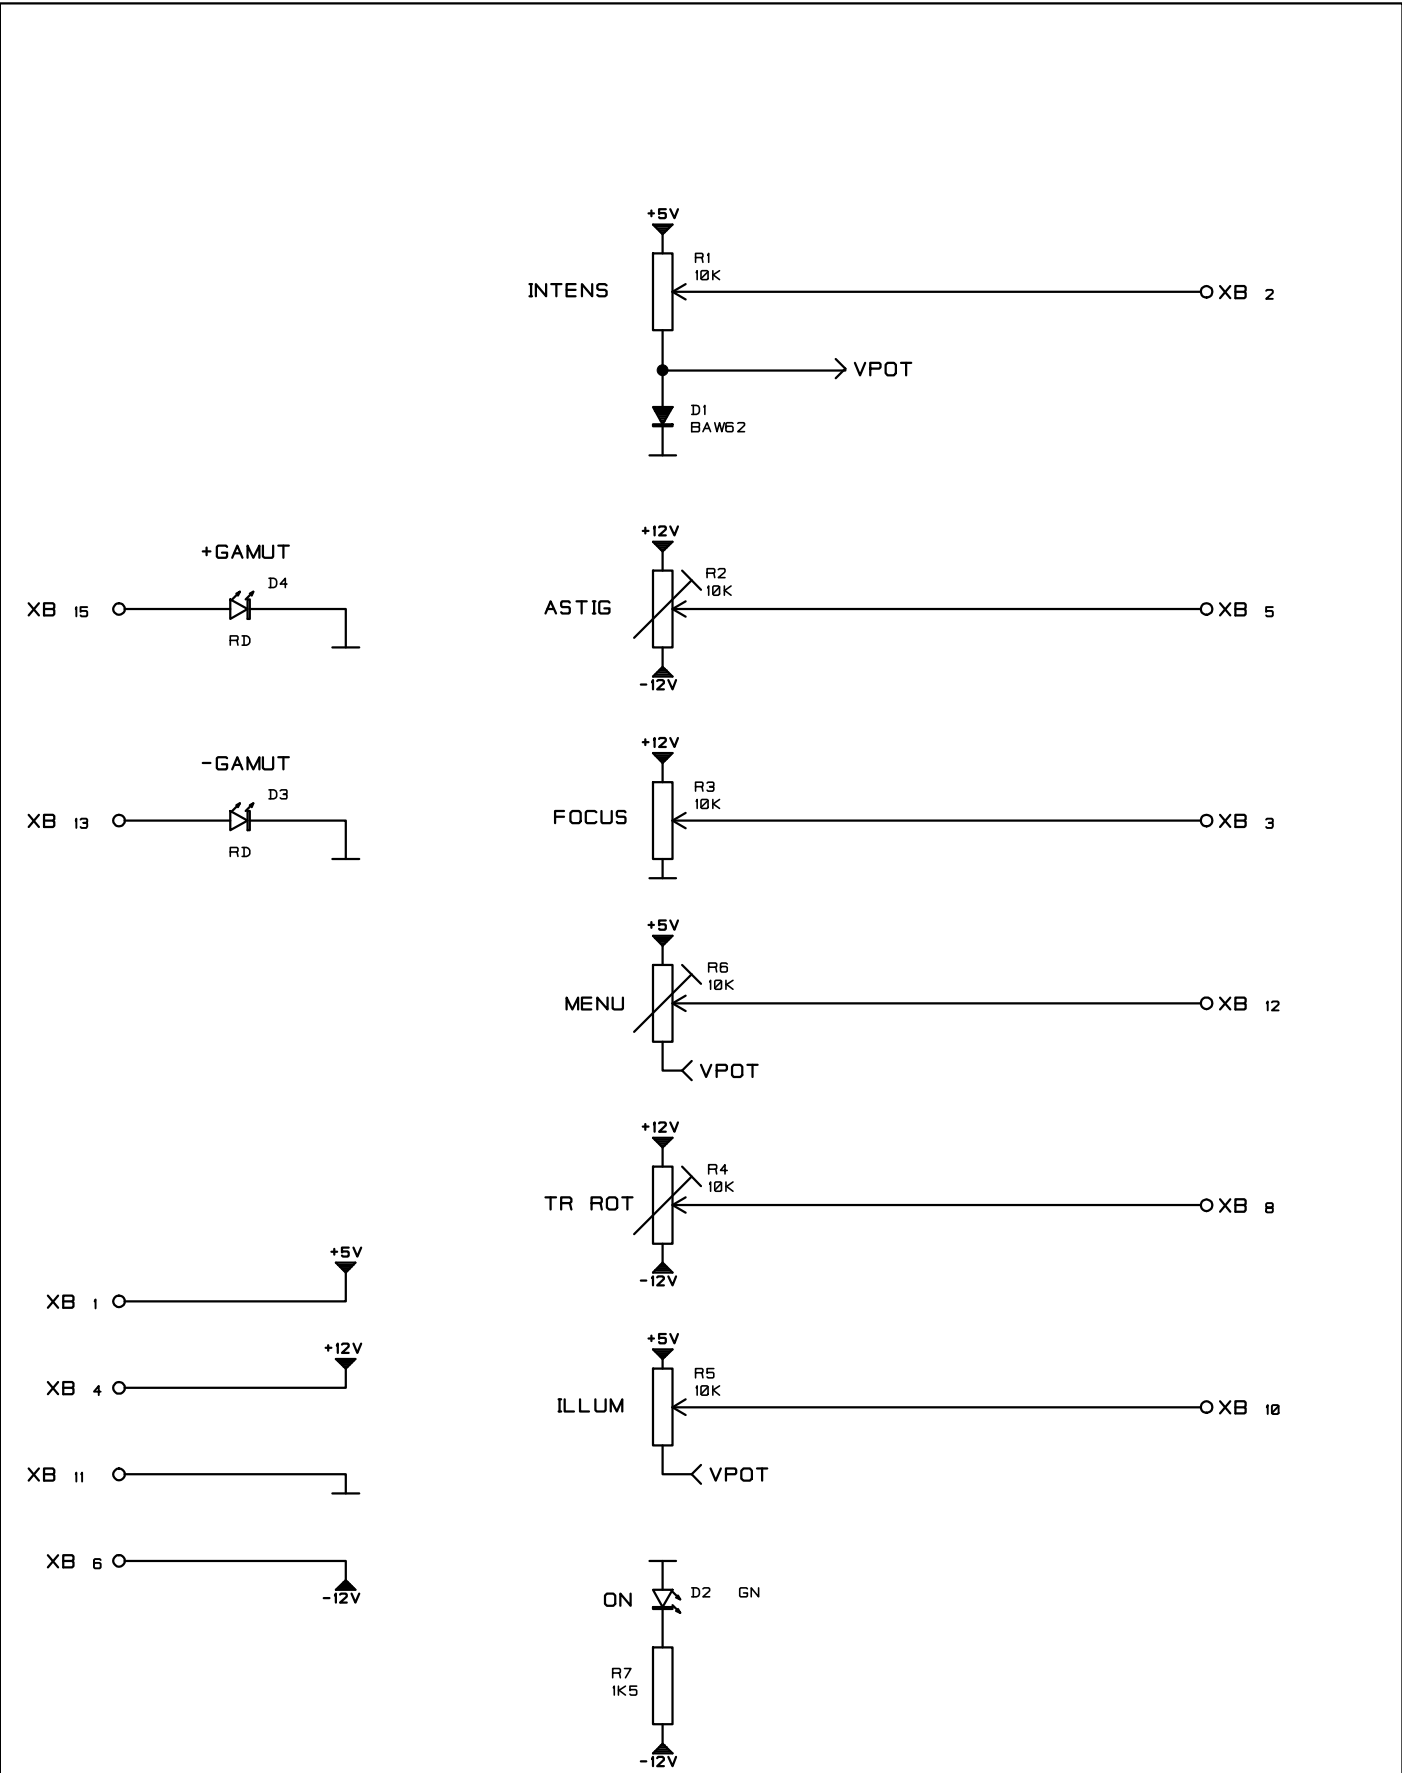 +5V
R1
10K
INTENS
XB 2
VPOT
D1
BAW62
+12V
+GAMUT
D4
R2
10K
XB 15
ASTIG
XB 5
RD
-12V
+12V
-GAMUT
D3
R3
10K
XB 13
FOCUS
XB 3
RD
+5V
R6
10K
MENU
XB 12
VPOT
+12V
R4
10K
TR ROT
XB 8
+5V
-12V
XB 1
+5V
+12V
R5
10K
XB 4
ILLUM
XB 10
XB 11
VPOT
XB 6
-12V
ON
D2 GN
R7
1K5
-12V